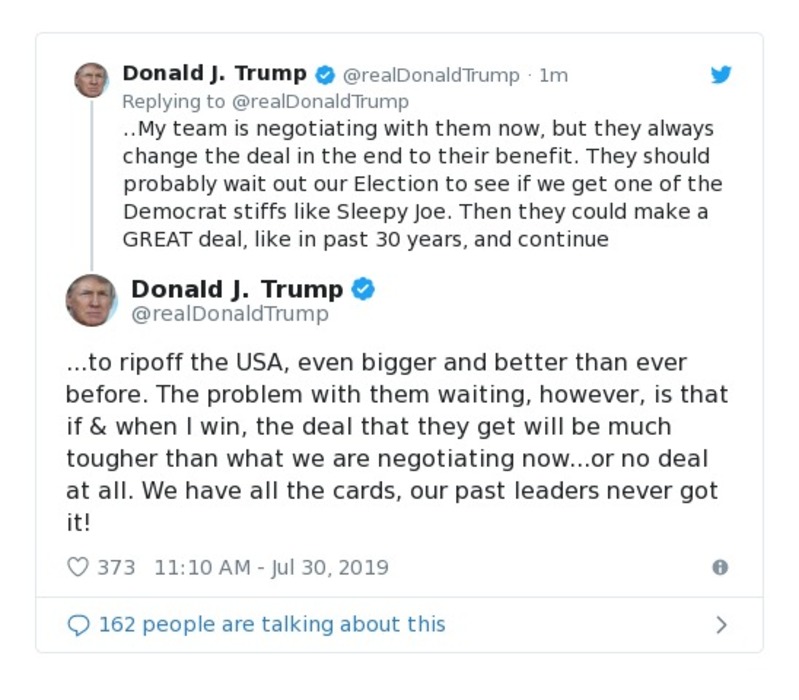 Donald J. Trump @realDonaldTrump · 1m
Replying to @realDonaldTrump
..My team is negotiating with them now, but they always
change the deal in the end to their benefit. They should
probably wait out our Election to see if we get one of the
Democrat stiffs like Sleepy Joe. Then they could make a
GREAT deal, like in past 30 years, and continue
Donald J. Trump
@realDonaldTrump
...to ripoff the USA, even bigger and better than ever
before. The problem with them waiting, however, is that
if & when I win, the deal that they get will be much
tougher than what we are negotiating now...or no deal
at all. We have all the cards, our past leaders never got
it!
373 11:10 AM - Jul 30, 2019
162 people are talking about this